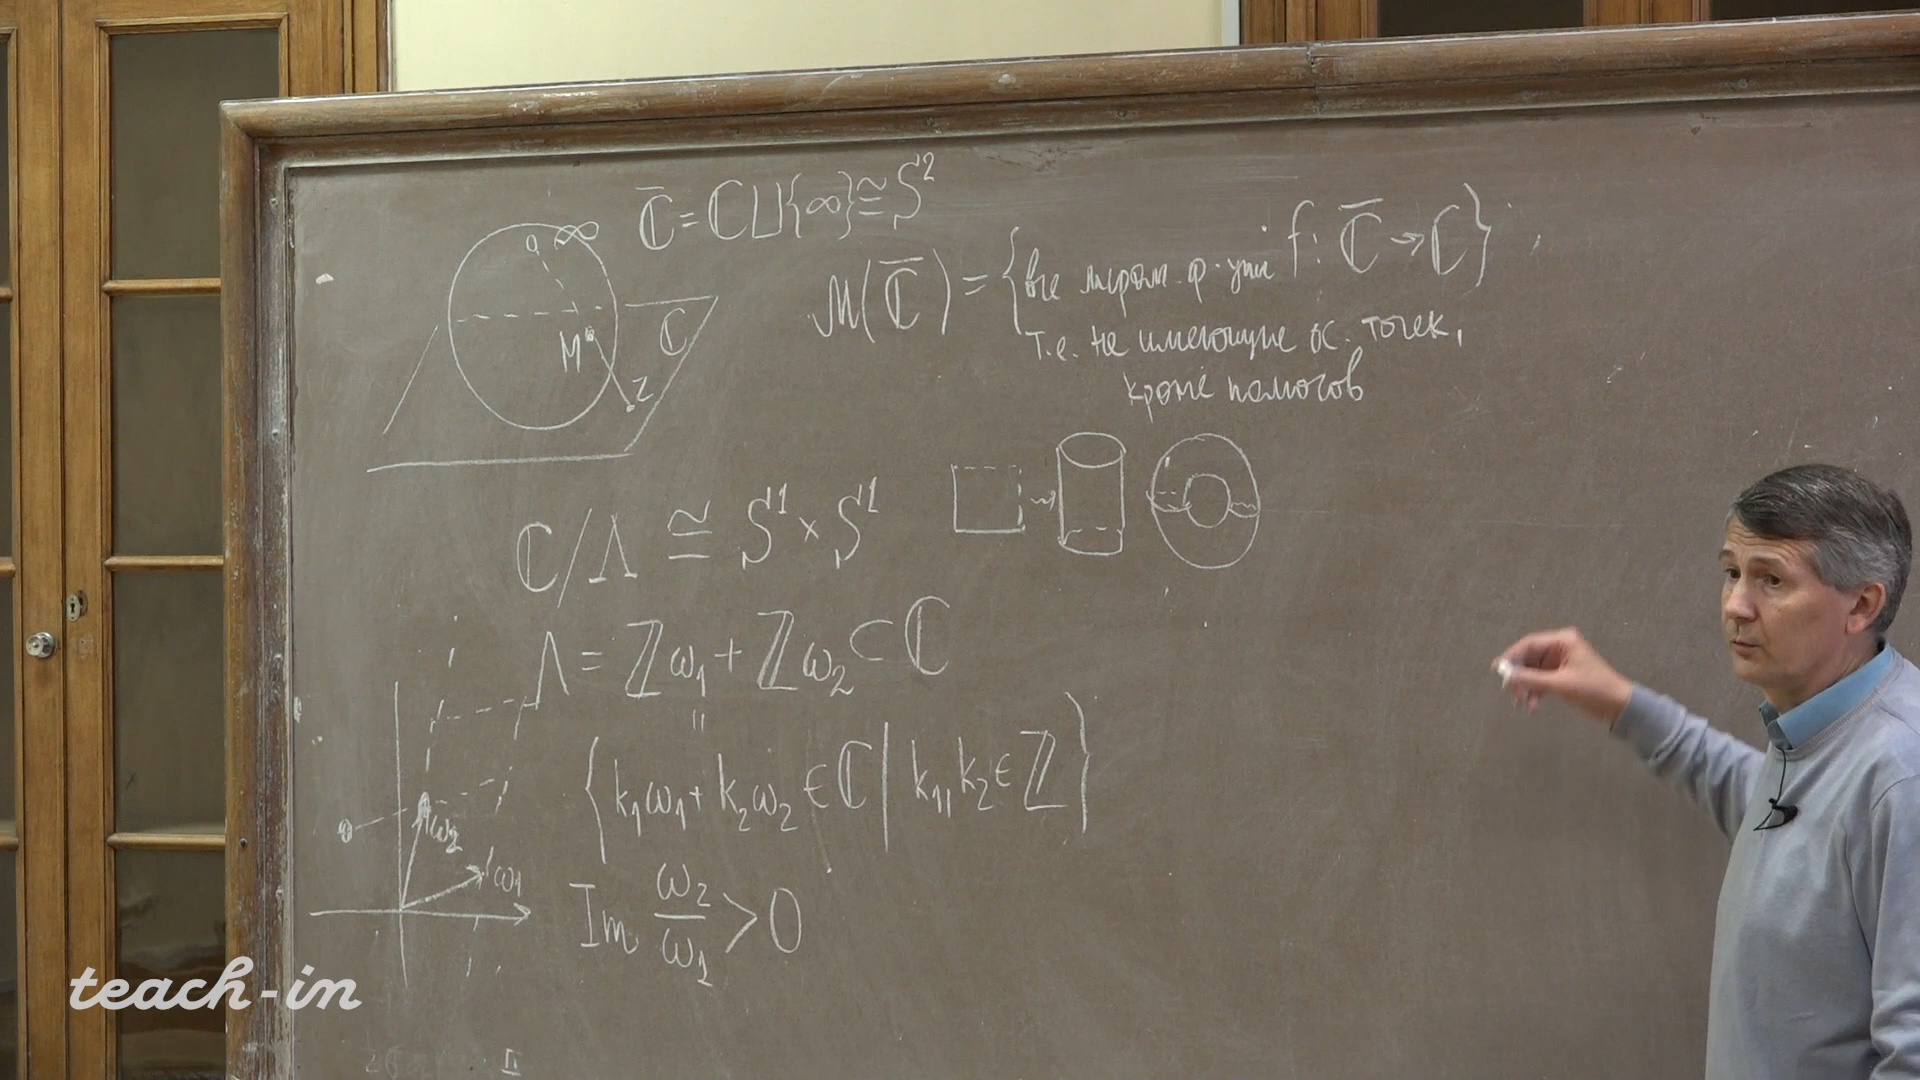 ℂ̄ = ℂ ⊔ {∞} ≅ S²
∞
M
ℂ
z
M(ℂ̄) = {все мером. ф-ции f: ℂ̄ → ℂ}
т.е. не имеющие ос. точек,
кроме полюсов
ℂ/Λ ≅ S¹ × S¹
Λ = ℤω₁ + ℤω₂ ⊂ ℂ
"
{k₁ω₁ + k₂ω₂ ∈ ℂ | k₁, k₂ ∈ ℤ}
ω₂
ω₁
Im ω₂/ω₁ > 0
teach-in